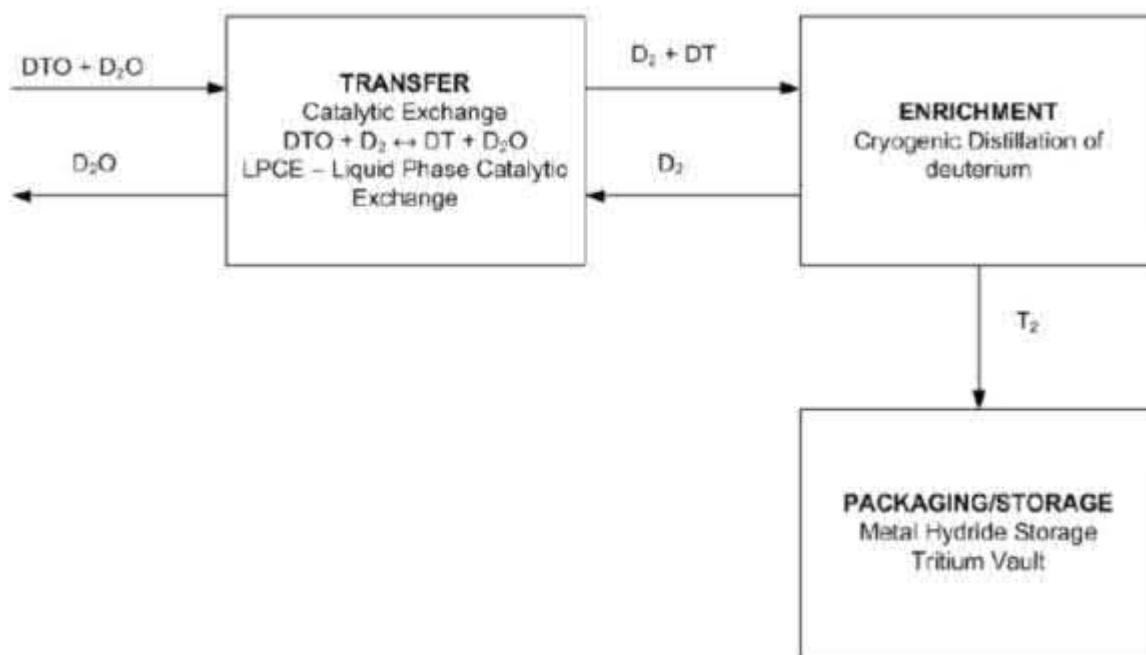 DTO + D₂O
D₂O
TRANSFER
Catalytic Exchange
DTO + D₂ ↔ DT + D₂O
LPCE – Liquid Phase Catalytic
Exchange
D₂ + DT
D₂
ENRICHMENT
Cryogenic Distillation of
deuterium
T₂
PACKAGING/STORAGE
Metal Hydride Storage
Tritium Vault